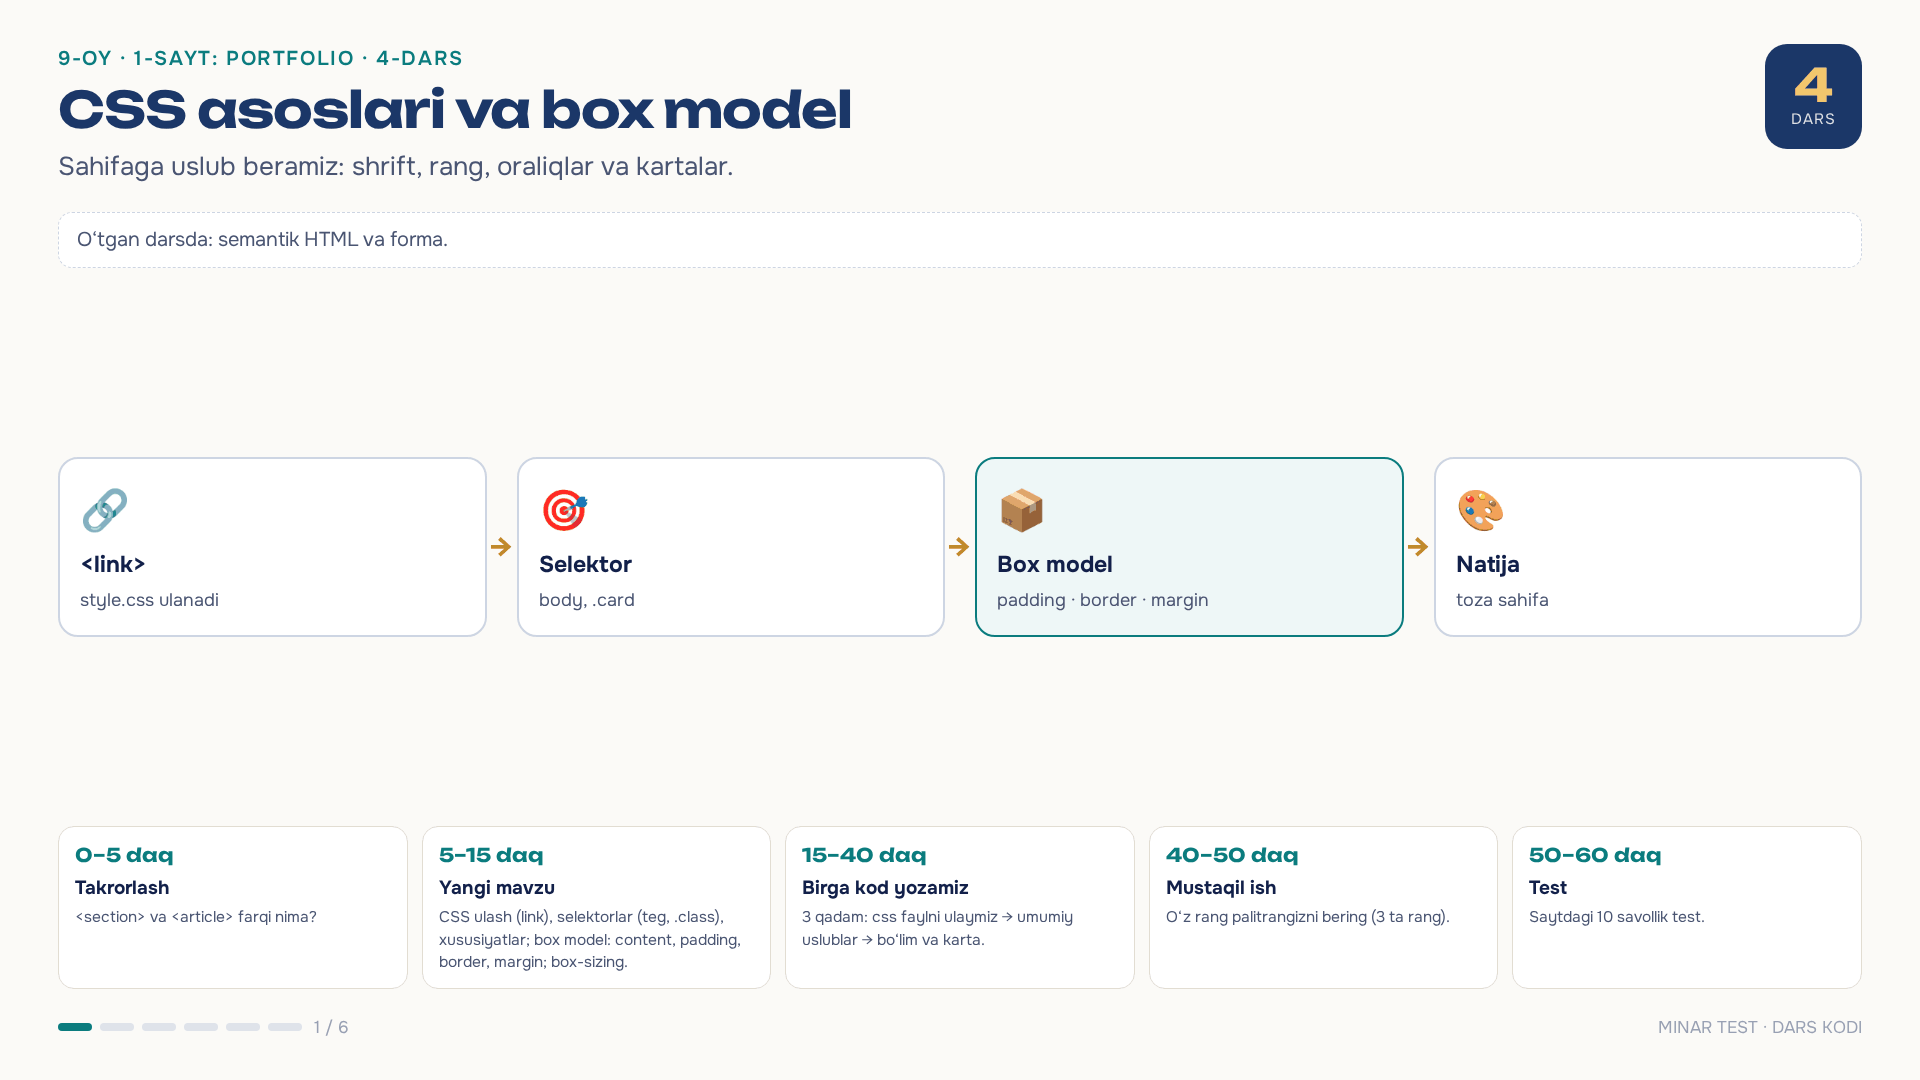 9-OY · 1-SAYT: PORTFOLIO · 4-DARS
CSS asoslari va box model
Sahifaga uslub beramiz: shrift, rang, oraliqlar va kartalar.
4
DARS
O‘tgan darsda: semantik HTML va forma.
<link>
style.css ulanadi
→
Selektor
body, .card
→
Box model
padding · border · margin
→
Natija
toza sahifa
0–5 daq
Takrorlash
<section> va <article> farqi nima?
5–15 daq
Yangi mavzu
CSS ulash (link), selektorlar (teg, .class),
xususiyatlar; box model: content, padding,
border, margin; box-sizing.
15–40 daq
Birga kod yozamiz
3 qadam: css faylni ulaymiz → umumiy
uslublar → bo‘lim va karta.
40–50 daq
Mustaqil ish
O‘z rang palitrangizni bering (3 ta rang).
50–60 daq
Test
Saytdagi 10 savollik test.
1 / 6
MINAR TEST · DARS KODI